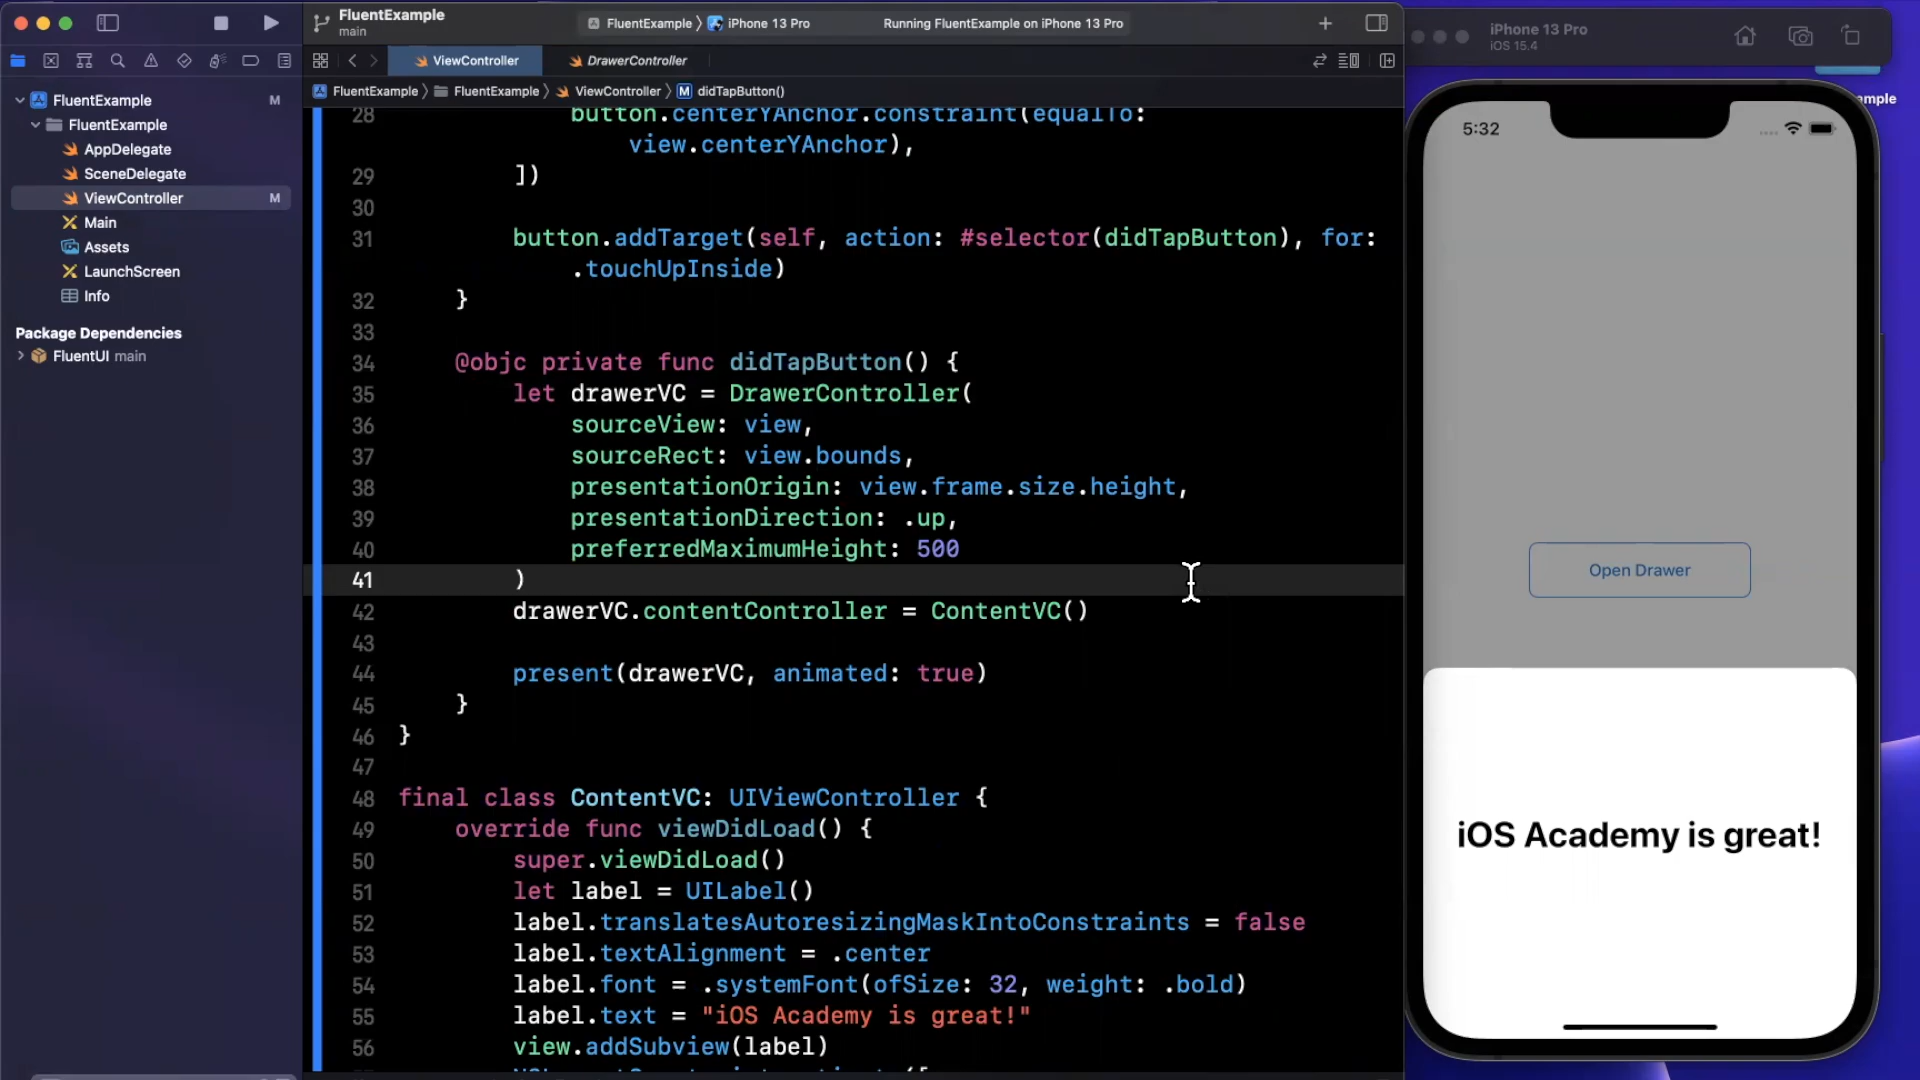 FluentExample
main
FluentExample
iPhone 13 Pro
Running FluentExample on iPhone 13 Pro
ViewController
DrawerController
FluentExample
FluentExample
ViewController
M
didTapButton()
FluentExample
M
FluentExample
AppDelegate
SceneDelegate
ViewController
M
Main
Assets
LaunchScreen
Info
Package Dependencies
FluentUI main
28 button.centerYAnchor.constraint(equalTo:
view.centerYAnchor),
29 ])
30
31 button.addTarget(self, action: #selector(didTapButton), for:
.touchUpInside)
32 }
33
34 @objc private func didTapButton() {
35 let drawerVC = DrawerController(
36 sourceView: view,
37 sourceRect: view.bounds,
38 presentationOrigin: view.frame.size.height,
39 presentationDirection: .up,
40 preferredMaximumHeight: 500
41 )
42 drawerVC.contentController = ContentVC()
43
44 present(drawerVC, animated: true)
45 }
46 }
47
48 final class ContentVC: UIViewController {
49 override func viewDidLoad() {
50 super.viewDidLoad()
51 let label = UILabel()
52 label.translatesAutoresizingMaskIntoConstraints = false
53 label.textAlignment = .center
54 label.font = .systemFont(ofSize: 32, weight: .bold)
55 label.text = "iOS Academy is great!"
56 view.addSubview(label)
iPhone 13 Pro
iOS 15.4
mple
5:32
Open Drawer
iOS Academy is great!